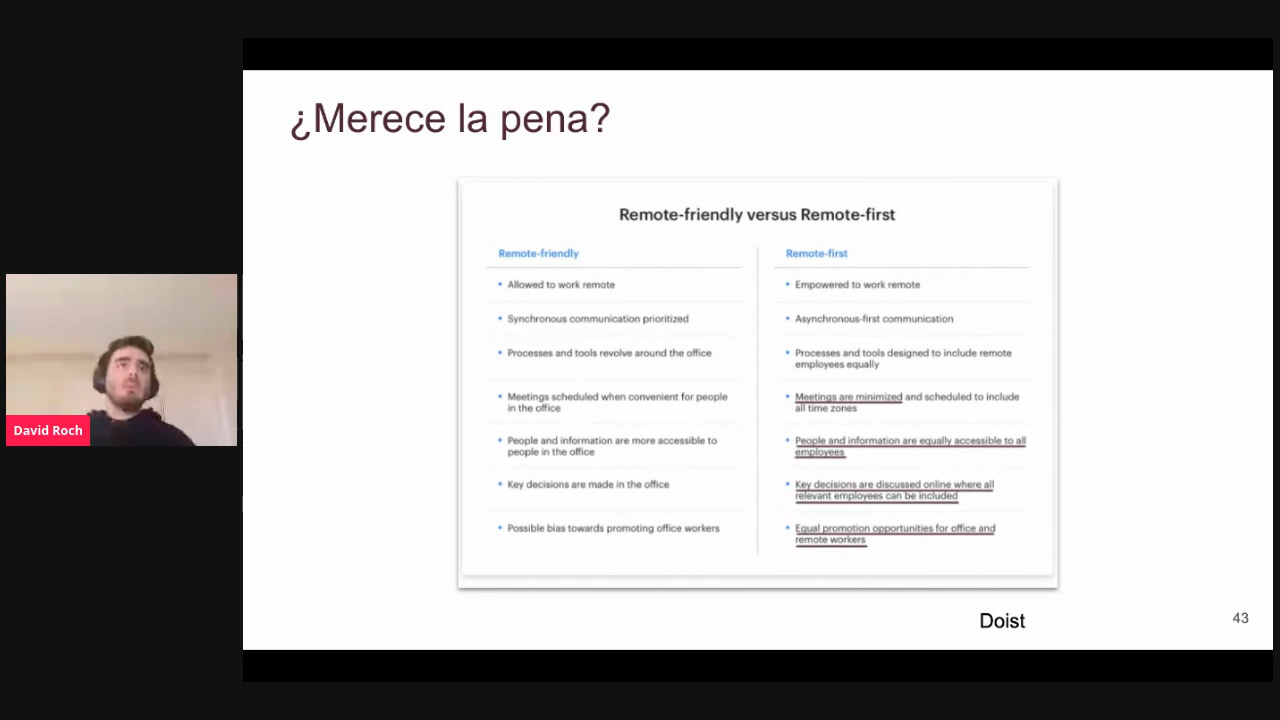 ¿Merece la pena?
Remote-friendly versus Remote-first
Remote-friendly
• Allowed to work remote
• Synchronous communication prioritized
• Processes and tools revolve around the office
• Meetings scheduled when convenient for people
in the office
• People and information are more accessible to
people in the office
• Key decisions are made in the office
• Possible bias towards promoting office workers
Remote-first
• Empowered to work remote
• Asynchronous-first communication
• Processes and tools designed to include remote
employees equally
• Meetings are minimized and scheduled to include
all time zones
• People and information are equally accessible to all
employees
• Key decisions are discussed online where all
relevant employees can be included
• Equal promotion opportunities for office and
remote workers
Doist
43
David Roch